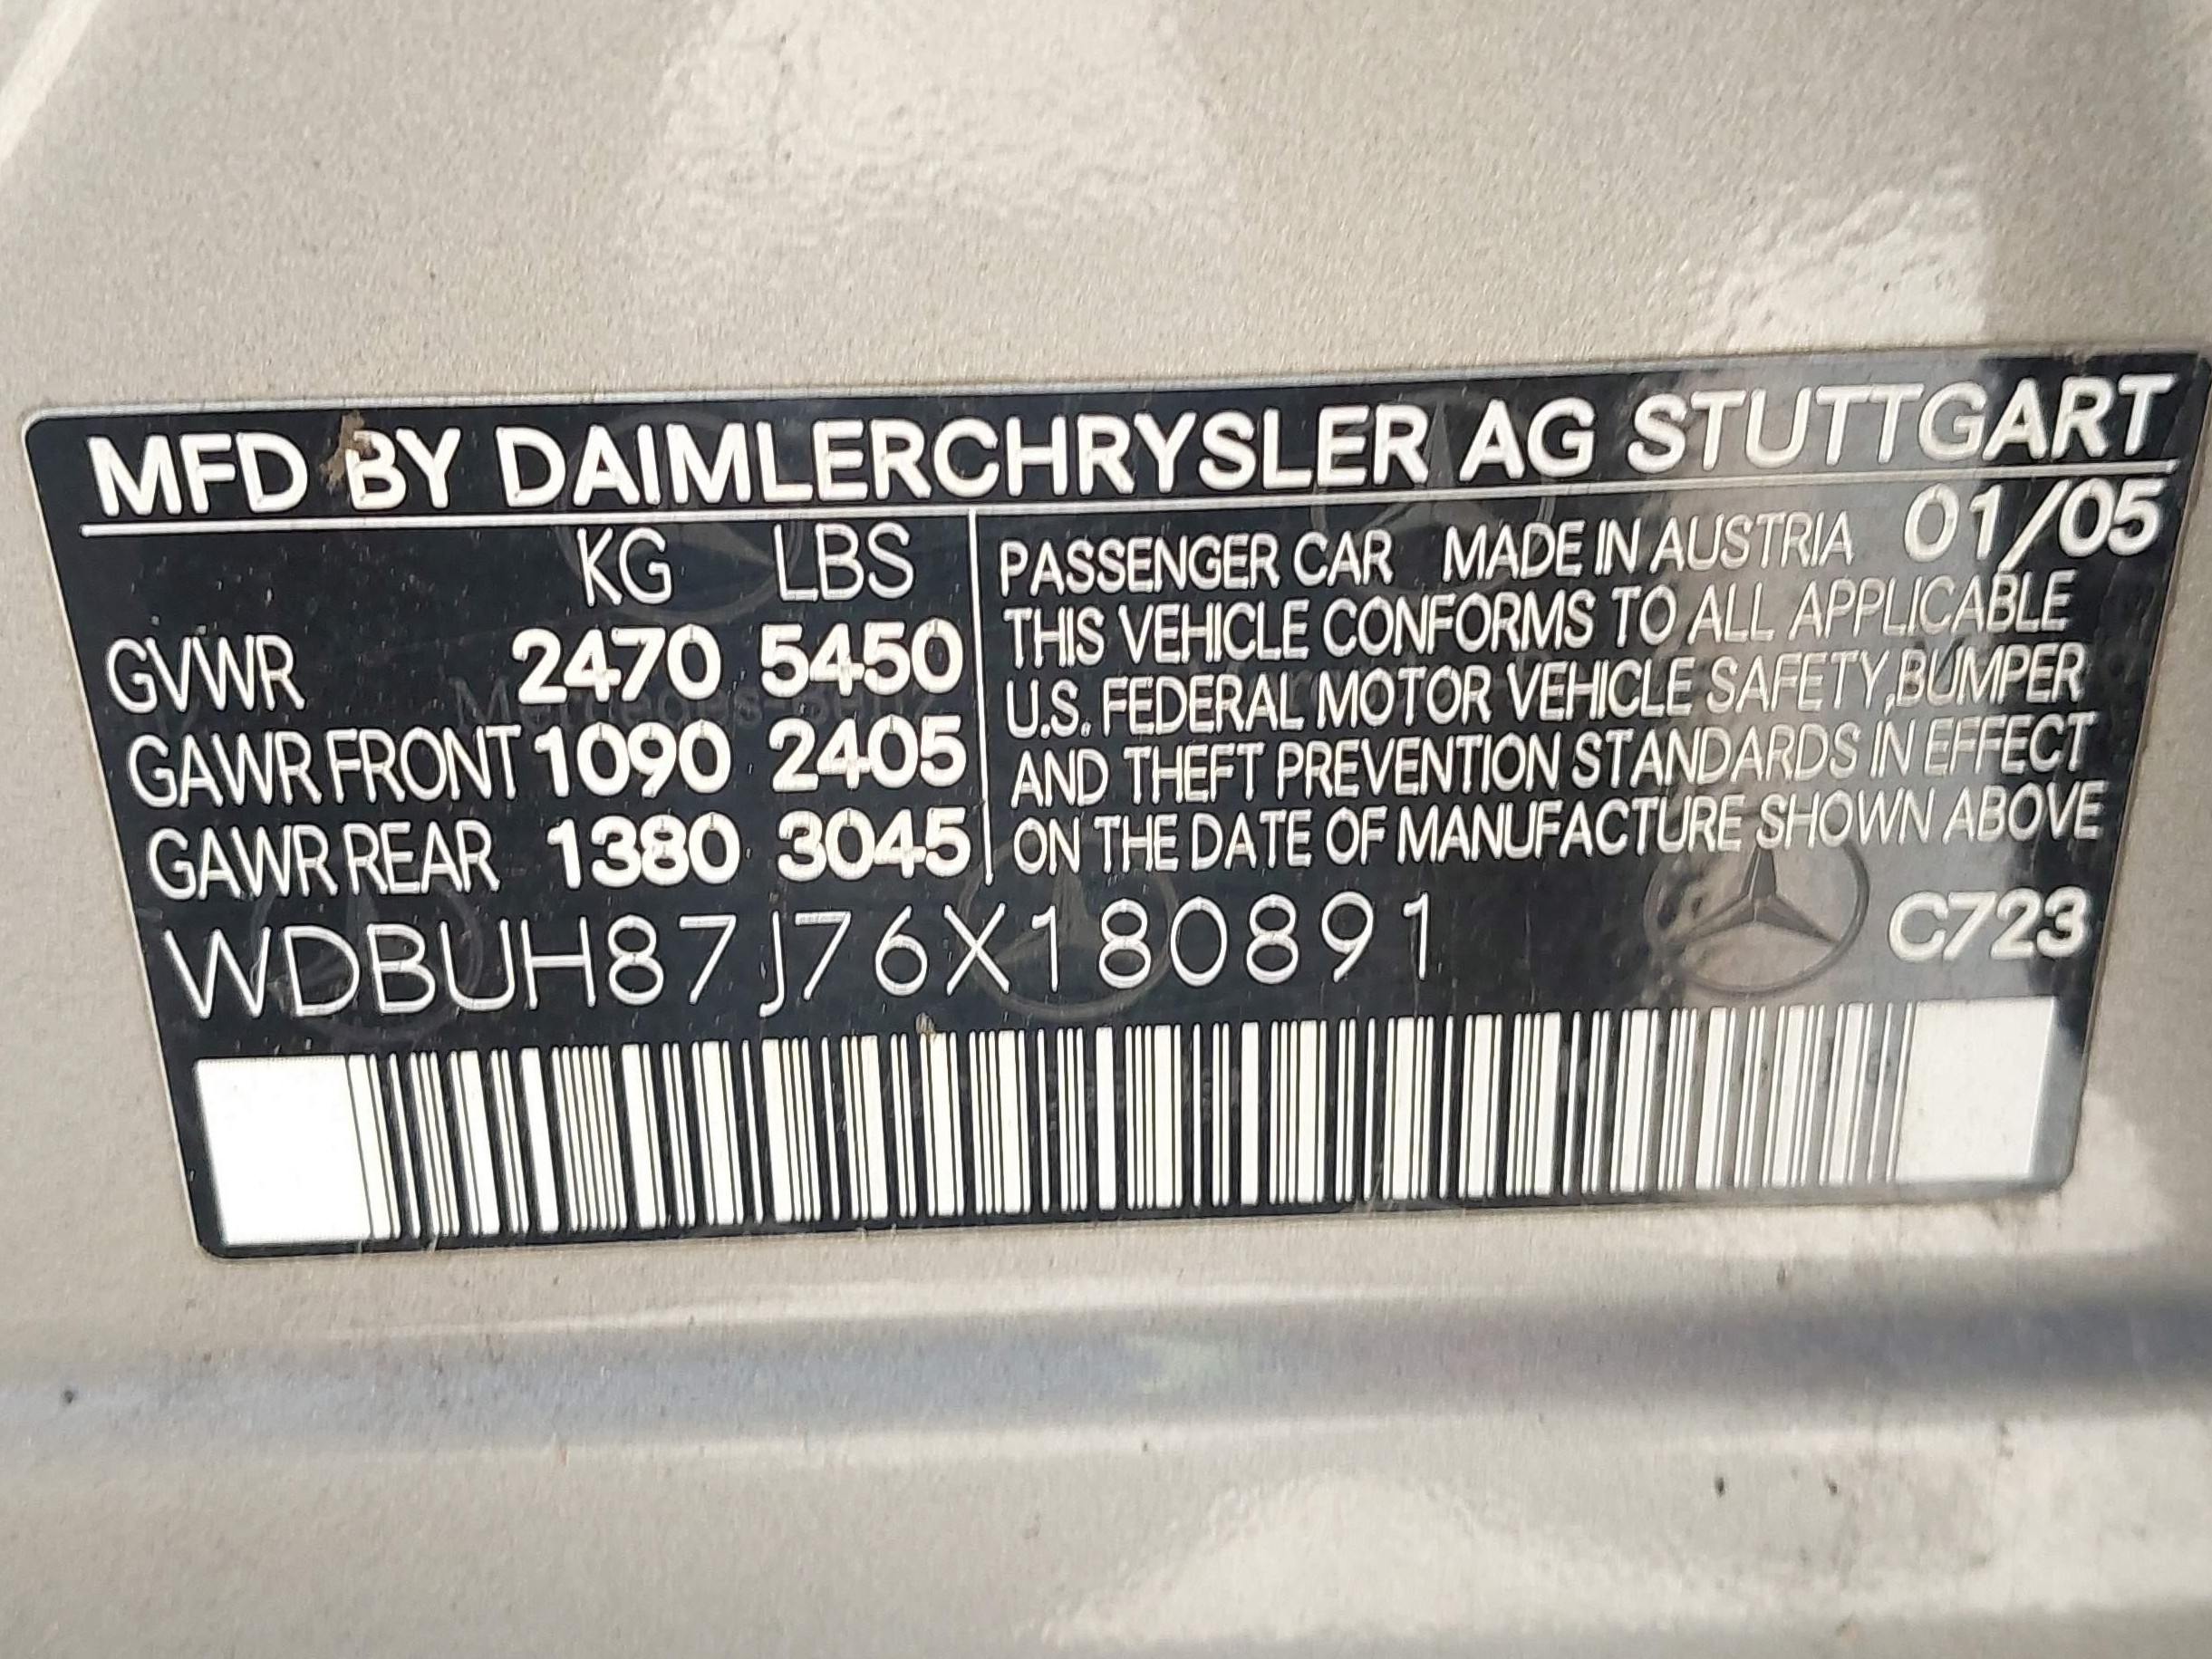 MFD BY DAIMLERCHRYSLER AG STUTTGART
KG LBS
GVWR 2470 5450
GAWR FRONT 1090 2405
GAWR REAR 1380 3045
PASSENGER CAR MADE IN AUSTRIA 01/05
THIS VEHICLE CONFORMS TO ALL APPLICABLE
U.S. FEDERAL MOTOR VEHICLE SAFETY, BUMPER
AND THEFT PREVENTION STANDARDS IN EFFECT
ON THE DATE OF MANUFACTURE SHOWN ABOVE
WDBUH87J76X180891 C723
Mercedes-Benz